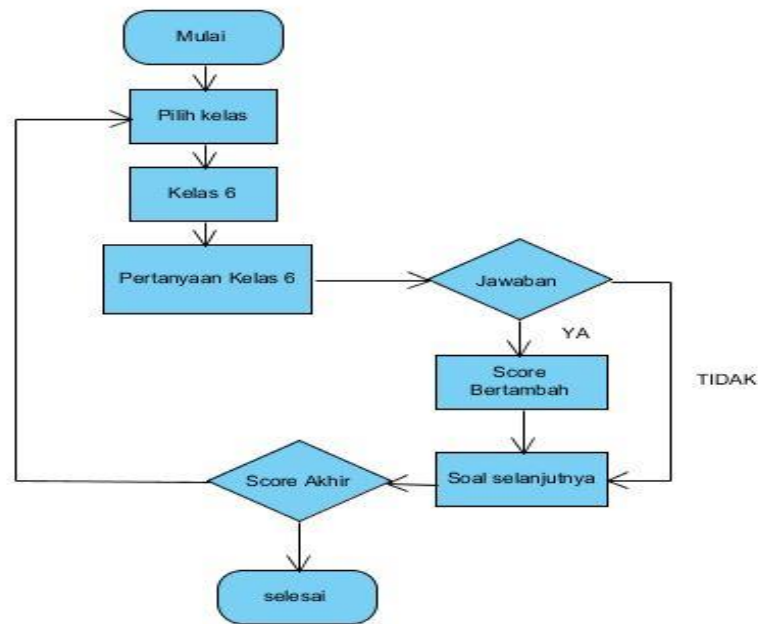 Mulai
Pilih kelas
Kelas 6
Pertanyaan Kelas 6
Jawaban
YA
TIDAK
Score
Bertambah
Soal selanjutnya
Score Akhir
selesai